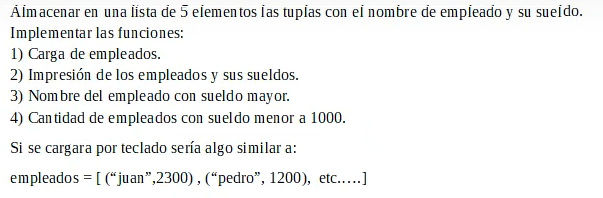 Almacenar en una lista de 5 elementos las tuplas con el nombre de empleado y su sueldo.
Implementar las funciones:
1) Carga de empleados.
2) Impresión de los empleados y sus sueldos.
3) Nombre del empleado con sueldo mayor.
4) Cantidad de empleados con sueldo menor a 1000.
Si se cargara por teclado sería algo similar a:
empleados = [ (“juan”,2300) , (“pedro”, 1200),  etc.….]